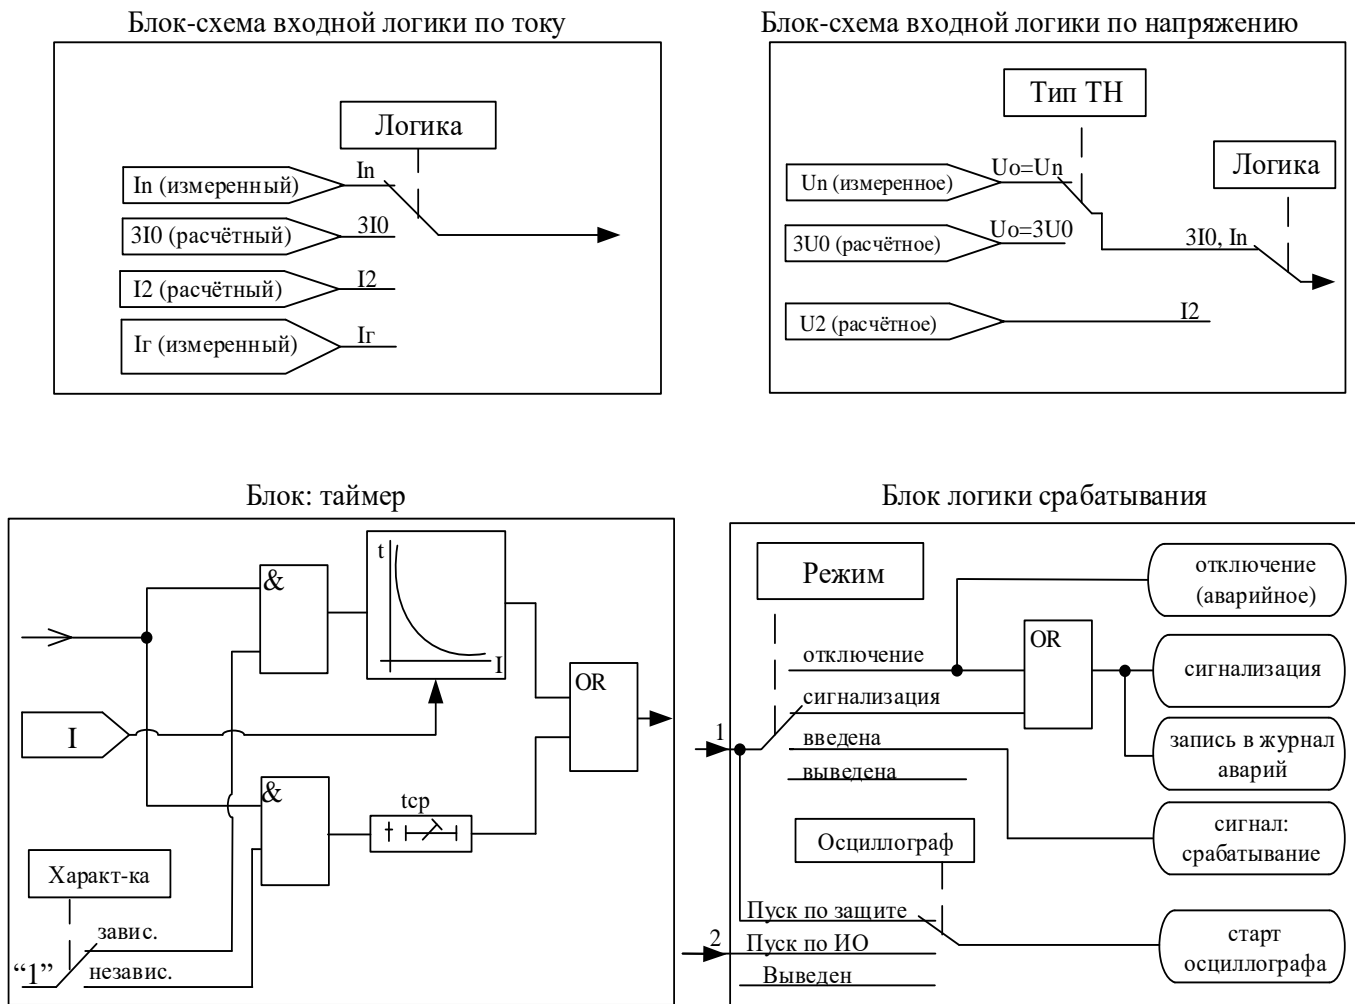 Блок-схема входной логики по току
Логика
In
In (измеренный)
3I0
3I0 (расчётный)
I2
I2 (расчётный)
Iг
Iг (измеренный)
Блок-схема входной логики по напряжению
Тип ТН
Логика
Uo=Un
Un (измеренное)
Uo=3U0
3U0 (расчётное)
3I0, In
U2 (расчётное)
I2
Блок: таймер
&
t
I
OR
I
&
tср
Характ-ка
завис.
“1”
независ.
Блок логики срабатывания
Режим
отключение
(аварийное)
OR
отключение
сигнализация
сигнализация
1
введена
выведена
запись в журнал
аварий
сигнал:
срабатывание
Осциллограф
Пуск по защите
2
Пуск по ИО
Выведен
старт
осциллографа